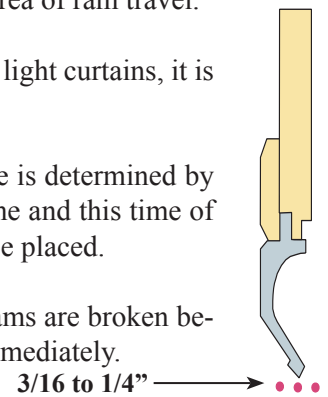 rea of ram travel.
light curtains, it is
e is determined by
ne and this time of
e placed.
ams are broken be-
mmediately.
3/16 to 1/4”